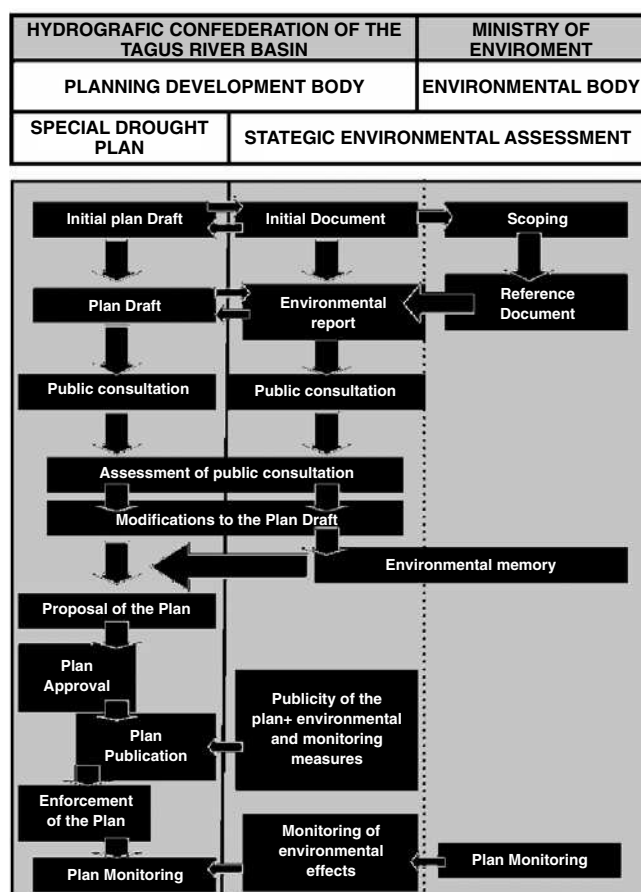 HYDROGRAFIC CONFEDERATION OF THE
TAGUS RIVER BASIN
MINISTRY OF
ENVIROMENT
PLANNING DEVELOPMENT BODY
ENVIRONMENTAL BODY
SPECIAL DROUGHT
PLAN
STATEGIC ENVIRONMENTAL ASSESSMENT
Initial plan Draft
Initial Document
Scoping
Plan Draft
Environmental
report
Reference
Document
Public consultation
Public consultation
Assessment of public consultation
Modifications to the Plan Draft
Environmental memory
Proposal of the Plan
Plan
Approval
Plan
Publication
Publicity of the
plan+ environmental
and monitoring
measures
Enforcement
of the Plan
Plan Monitoring
Monitoring of
environmental
effects
Plan Monitoring